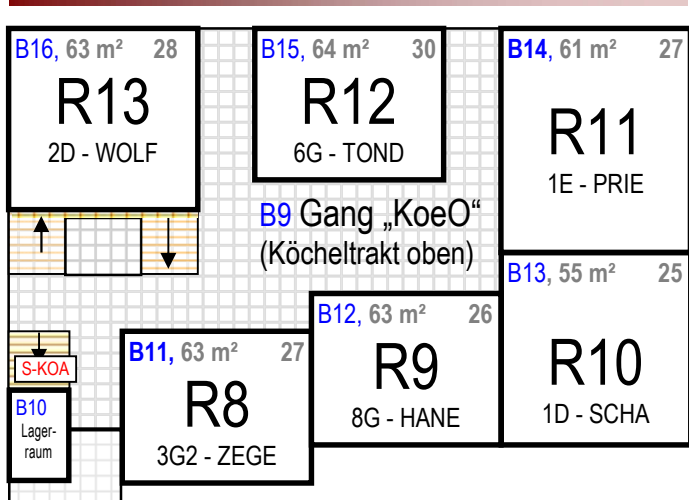 B16, 63 m² 28
R13
2D - WOLF
B15, 64 m² 30
R12
6G - TOND
B14, 61 m² 27
R11
1E - PRIE
B9 Gang „KoeO“
(Köcheltrakt oben)
B13, 55 m² 25
R10
1D - SCHA
B12, 63 m² 26
R9
8G - HANE
B11, 63 m² 27
R8
3G2 - ZEGE
S-KOA
B10
Lager-
raum